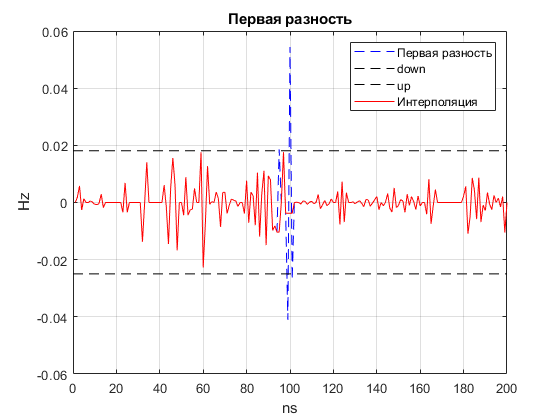 Первая разность
Первая разность
down
up
Интерполяция
0.06
0.04
0.02
0
-0.02
-0.04
-0.06
Hz
0 20 40 60 80 100 120 140 160 180 200
ns